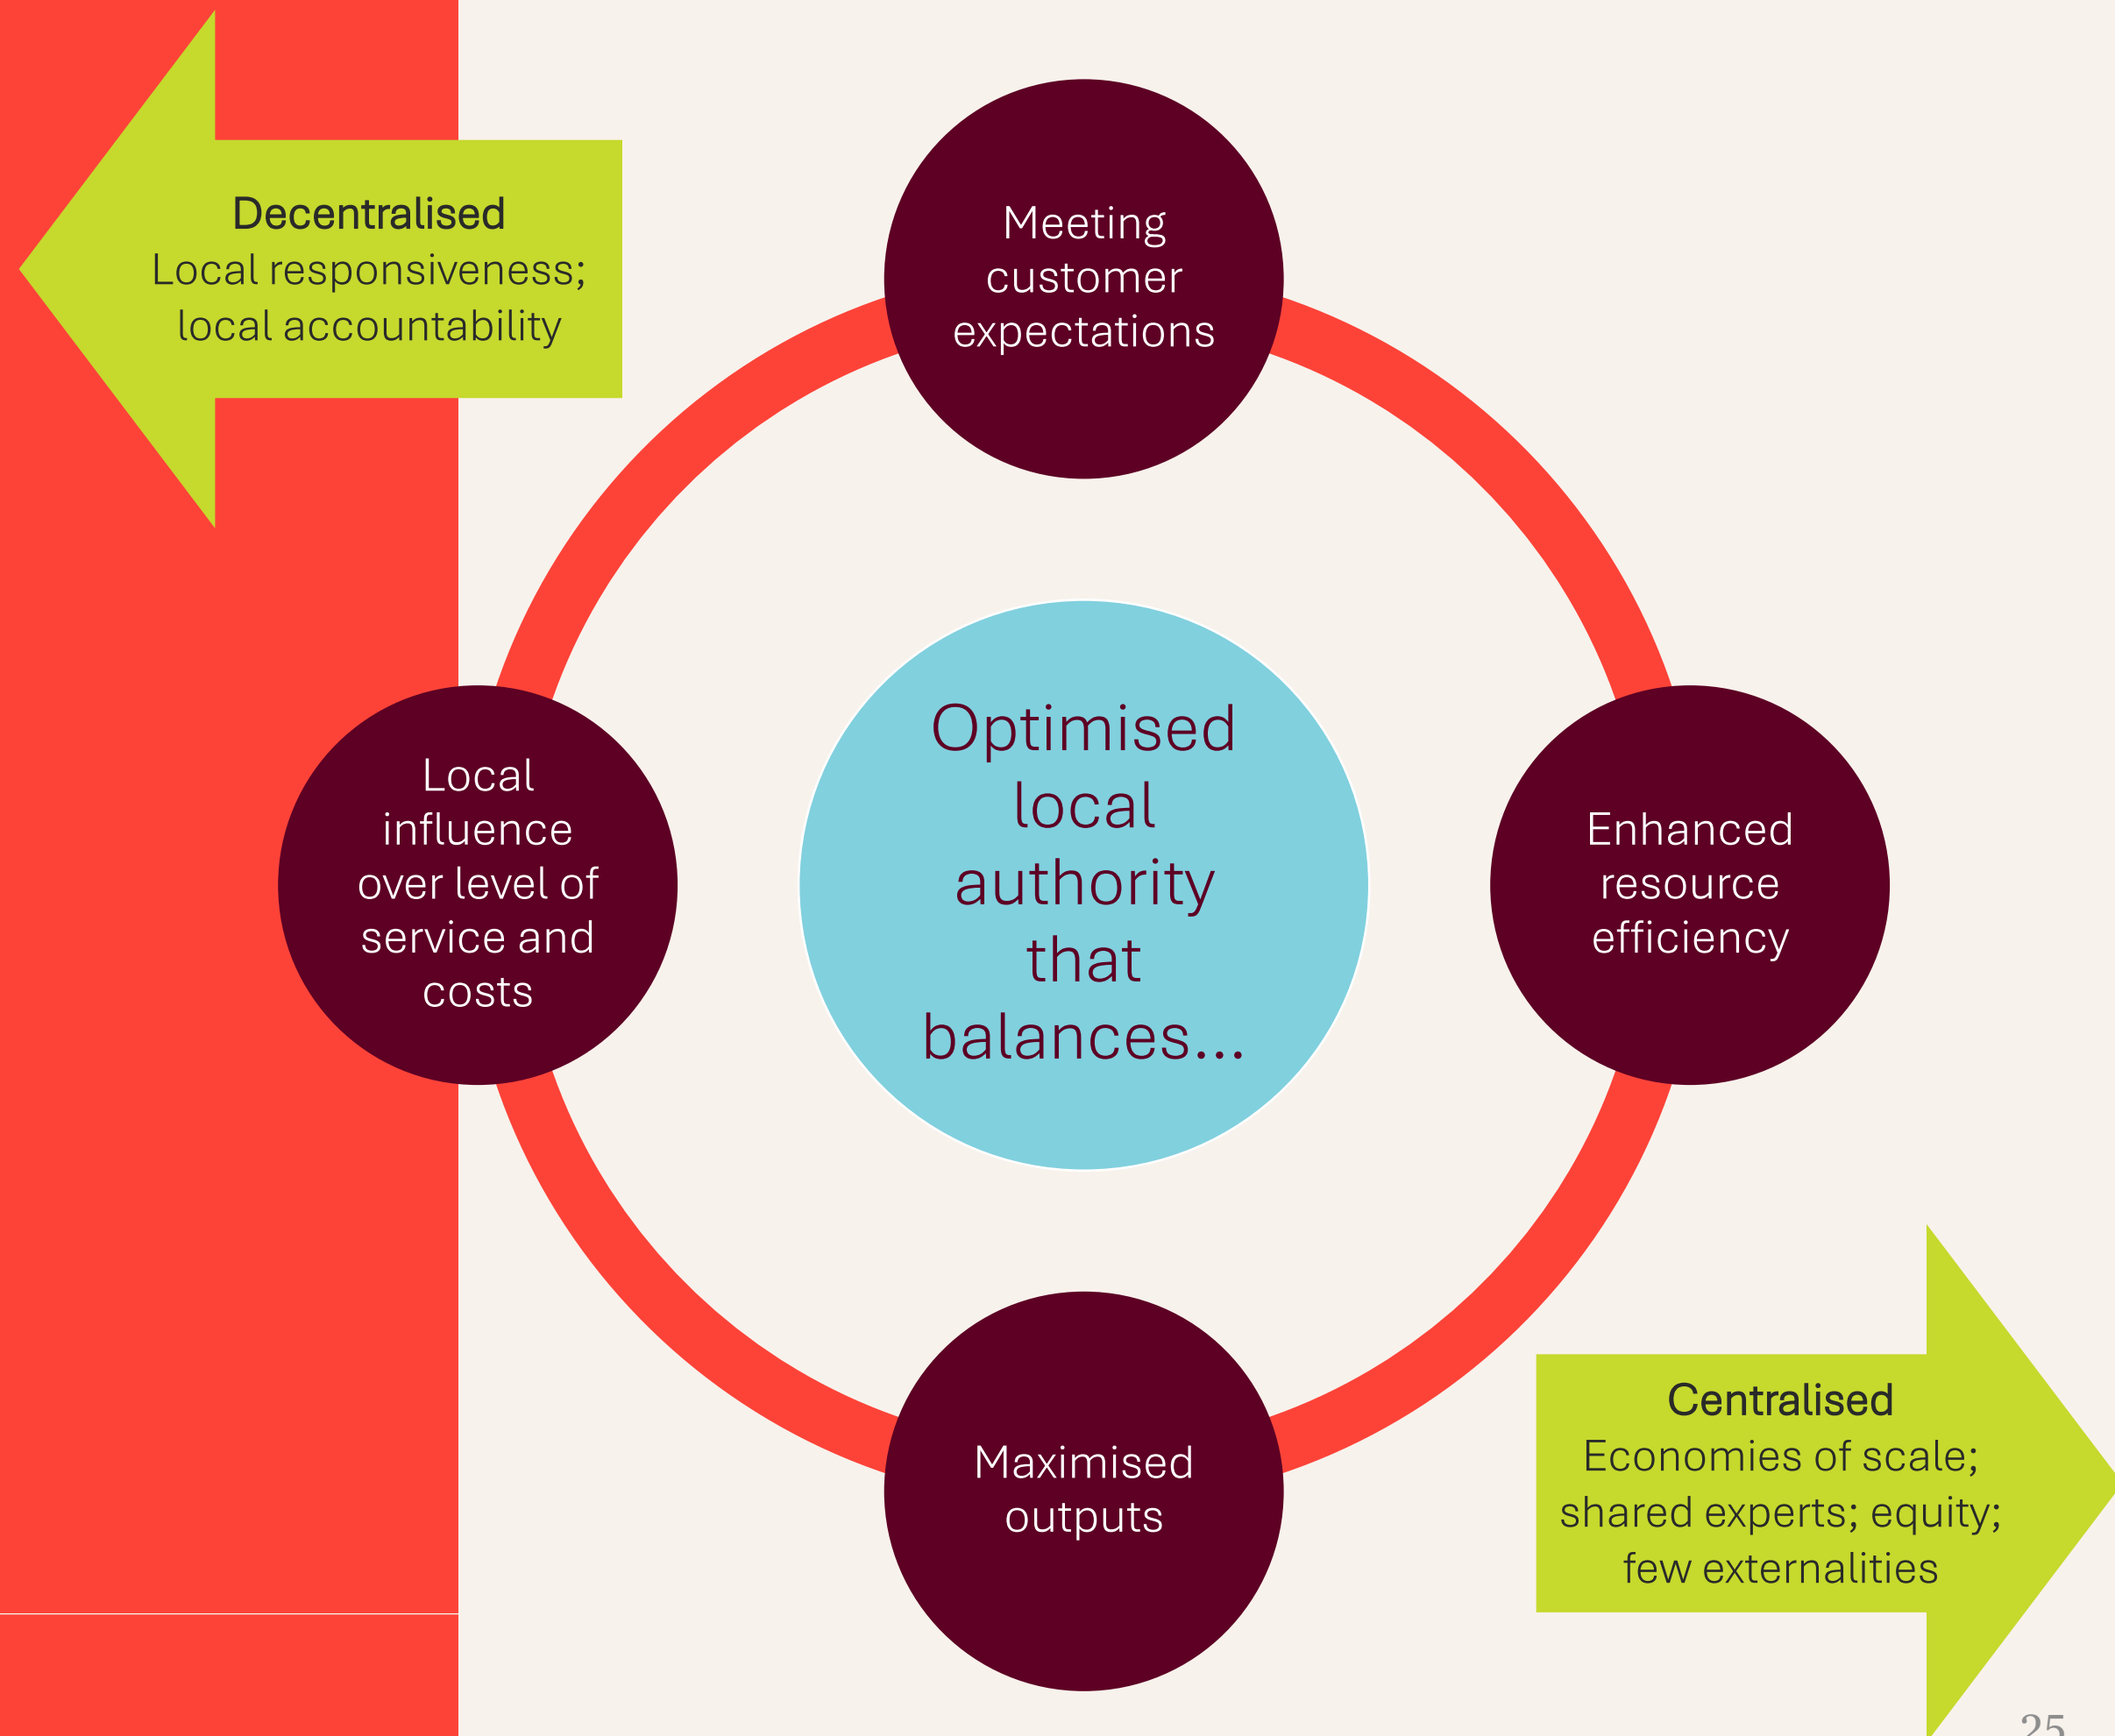 Decentralised
Local responsiveness;
local accountability
Meeting
customer
expectations
Local
influence
over level of
service and
costs
Optimised
local
authority
that
balances...
Enhanced
resource
efficiency
Maximised
outputs
Centralised
Economies of scale;
shared experts; equity;
few externalities
25